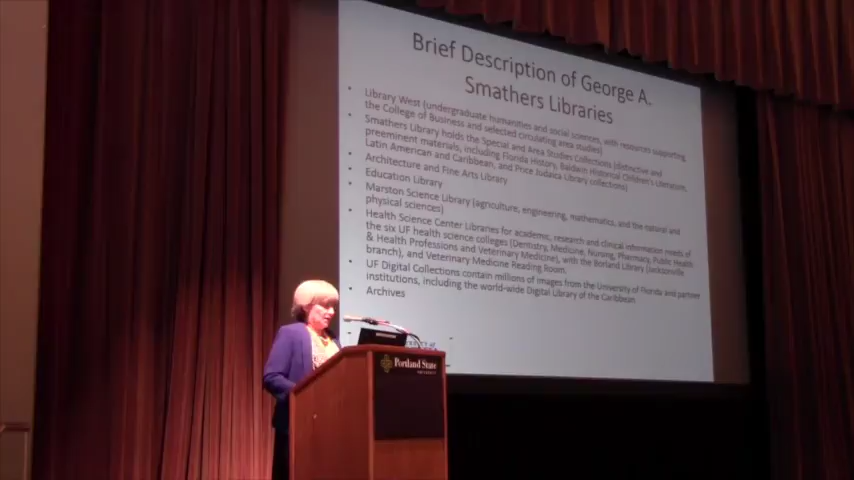 Brief Description of George A.
Smathers Libraries
• Library West (undergraduate humanities and social sciences, with resources supporting
the College of Business and selected circulating area studies)
• Smathers Library holds the Special and Area Studies Collections (distinctive and
preeminent materials, including Florida History, Baldwin Historical Children's Literature,
Latin American and Caribbean, and Price Judaica Library collections)
• Architecture and Fine Arts Library
• Education Library
• Marston Science Library (agriculture, engineering, mathematics, and the natural and
physical sciences)
• Health Science Center Libraries for academic, research and clinical information needs of
the six UF health science colleges (Dentistry, Medicine, Nursing, Pharmacy, Public Health
& Health Professions and Veterinary Medicine), with the Borland Library (Jacksonville
branch), and Veterinary Medicine Reading Room.
• UF Digital Collections contain millions of images from the University of Florida and partner
institutions, including the world-wide Digital Library of the Caribbean.
• Archives
Portland State
UNIVERSITY